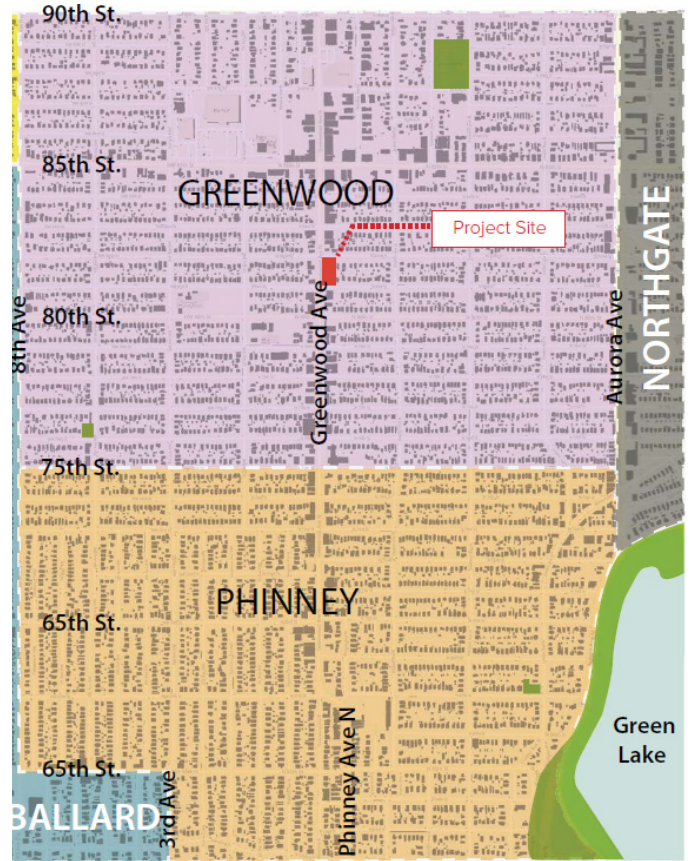 90th St.
85th St.
GREENWOOD
Project Site
NORTHGATE
80th St.
8th Ave
Greenwood Ave
Aurora Ave
75th St.
PHINNEY
65th St.
Green
Lake
65th St.
BALLARD
3rd Ave
Phinney Ave N